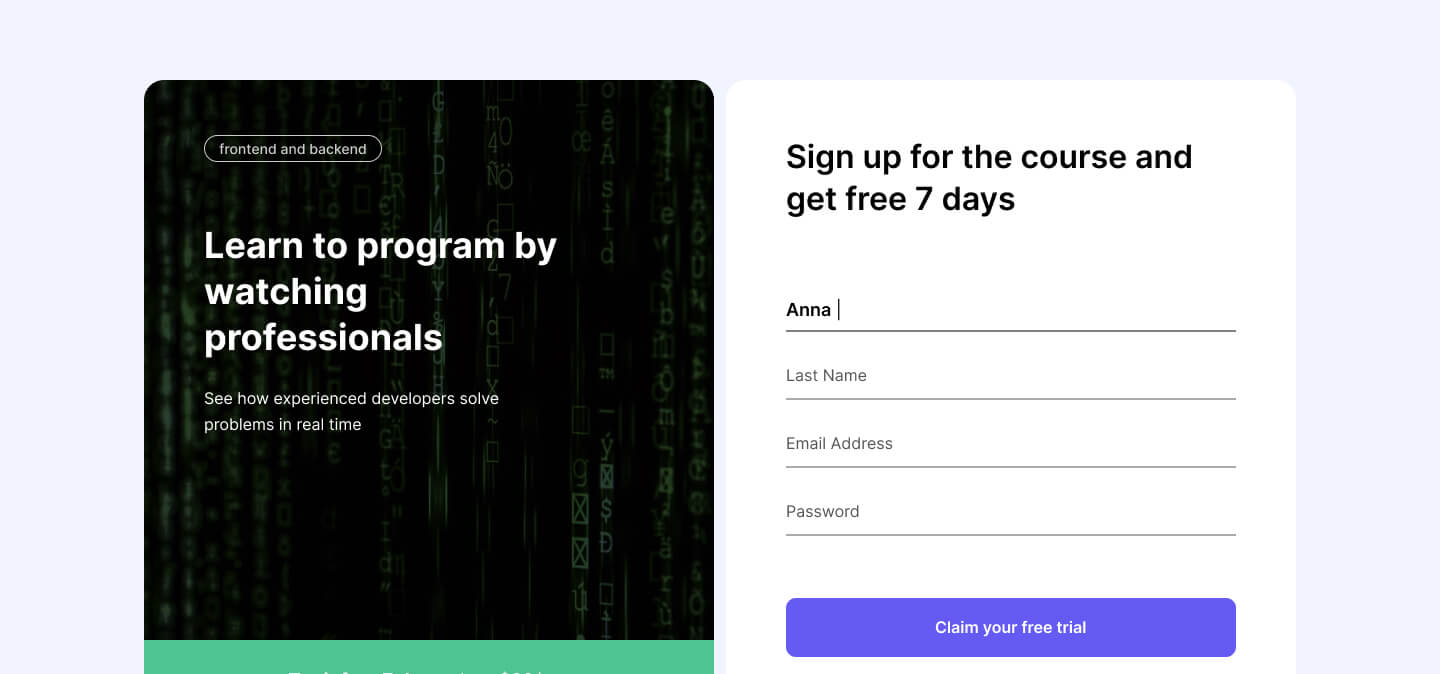 frontend and backend
Learn to program by
watching
professionals
See how experienced developers solve
problems in real time
Sign up for the course and
get free 7 days
Anna
Last Name
Email Address
Password
Claim your free trial